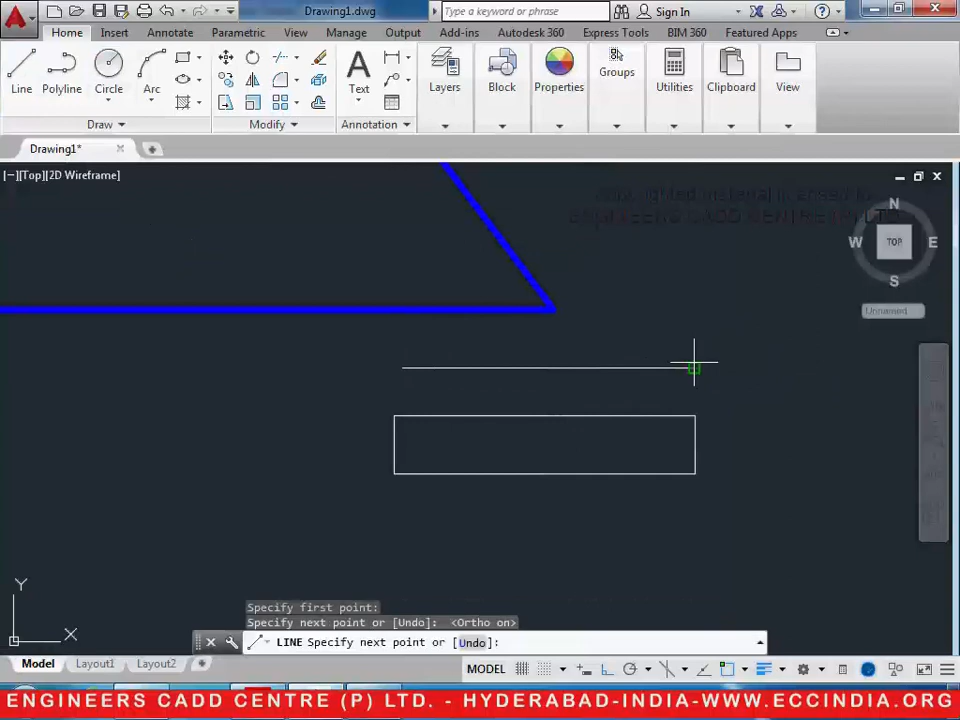 Drawing1.dwg
Type a keyword or phrase
Sign In
Home Insert Annotate Parametric View Manage Output Add-ins Autodesk 360 Express Tools BIM 360 Featured Apps
Line Polyline Circle Arc Text Layers Block Properties Groups Utilities Clipboard View
Draw Modify Annotation
Drawing1*
[−][Top][2D Wireframe]
N
W TOP E
S
Unnamed
Y
X
Specify first point:
Specify next point or [Undo]: <Ortho on>
LINE Specify next point or [Undo]:
Model Layout1 Layout2
MODEL
ENGINEERS CADD CENTRE (P) LTD. - HYDERABAD-INDIA-WWW.ECCINDIA.ORG